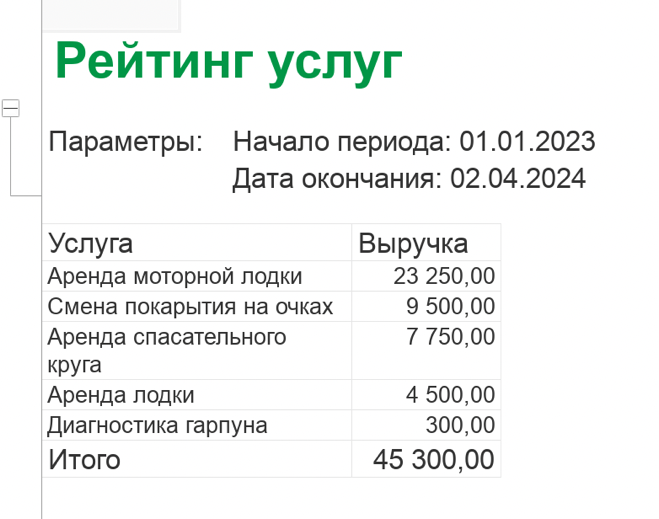 Рейтинг услуг
Параметры: Начало периода: 01.01.2023
Дата окончания: 02.04.2024
Услуга Выручка
Аренда моторной лодки 23 250,00
Смена покарытия на очках 9 500,00
Аренда спасательного 7 750,00
круга
Аренда лодки 4 500,00
Диагностика гарпуна 300,00
Итого 45 300,00